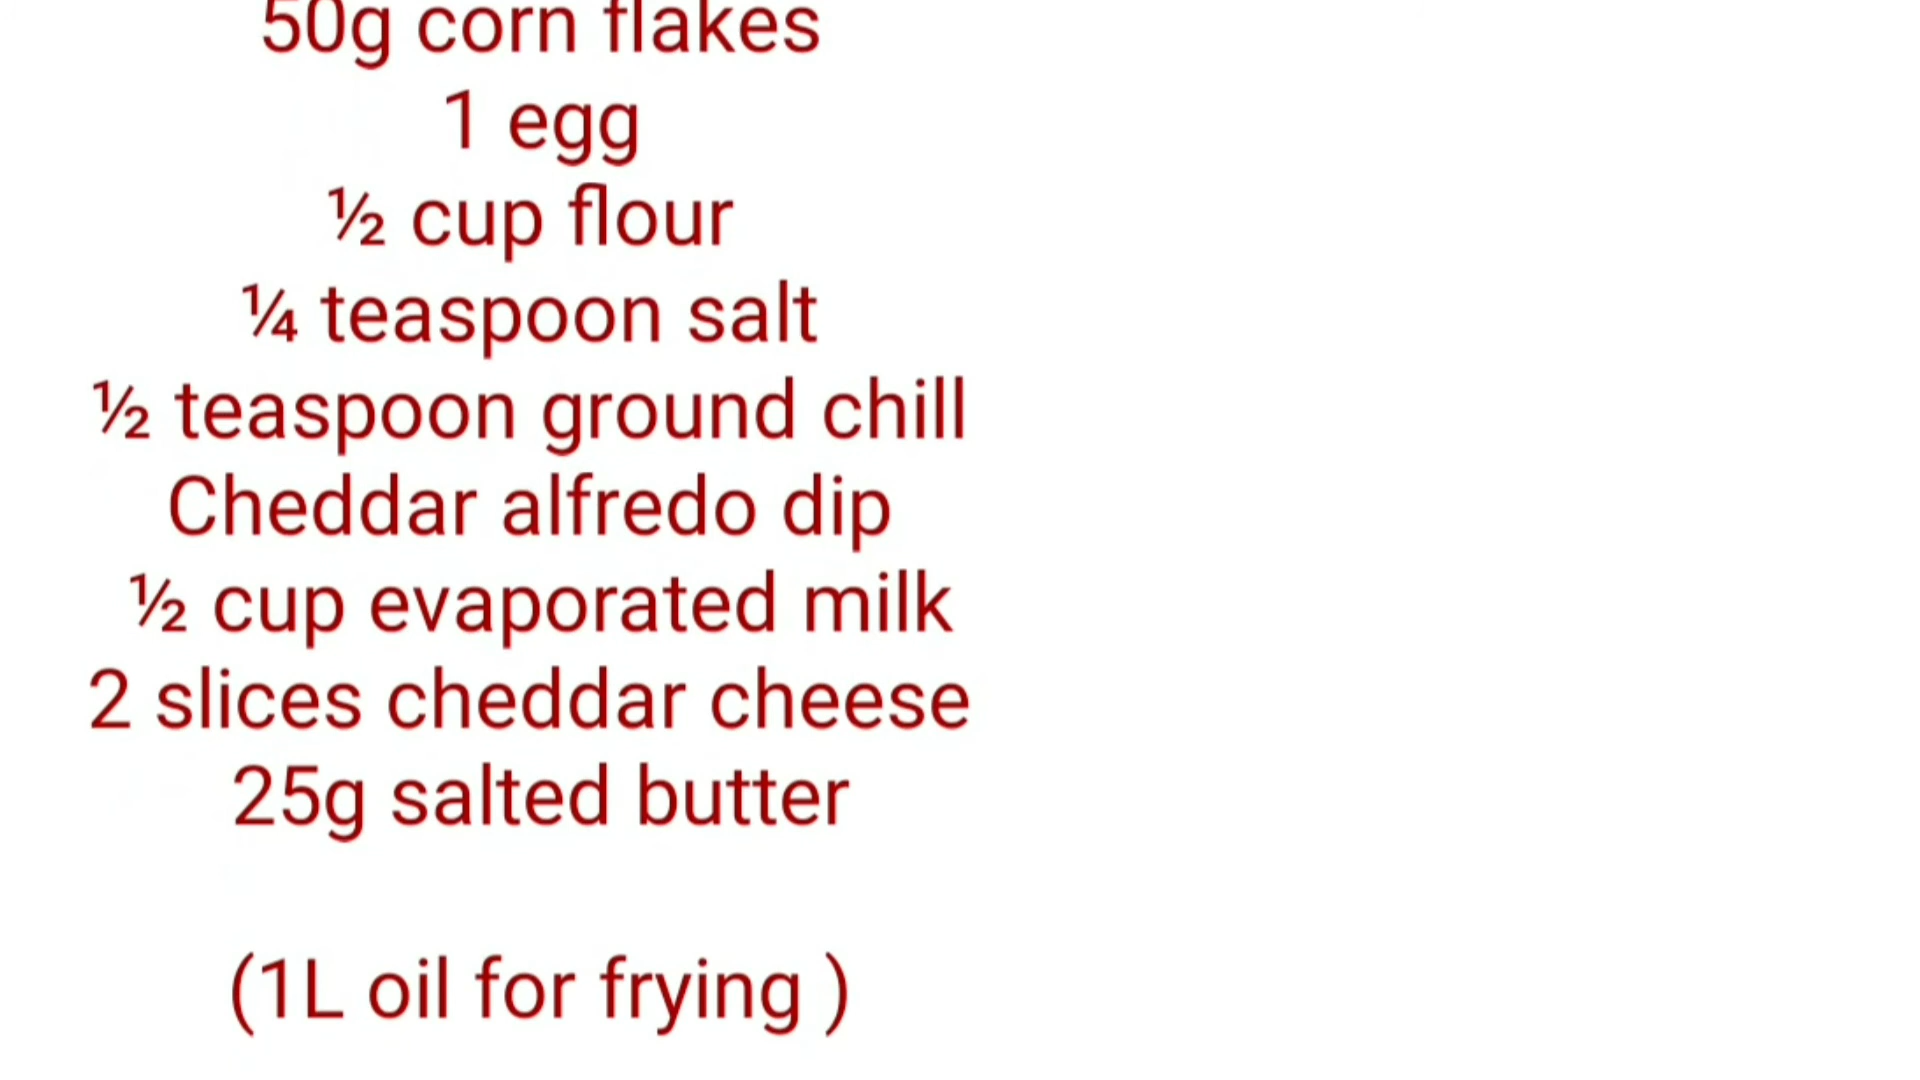 50g corn flakes
1 egg
½ cup flour
¼ teaspoon salt
½ teaspoon ground chill
Cheddar alfredo dip
½ cup evaporated milk
2 slices cheddar cheese
25g salted butter
(1L oil for frying )